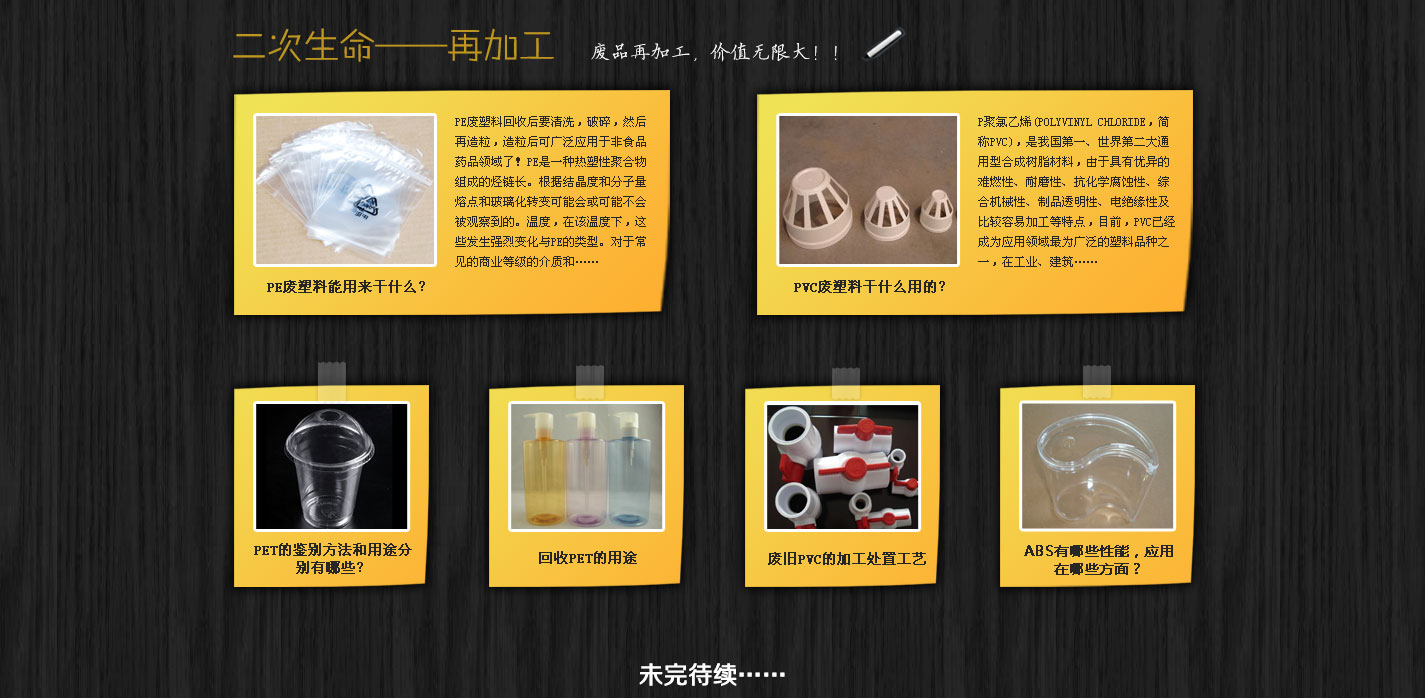 二次生命——再加工
废品再加工，价值无限大！！
PE废塑料回收后要清洗，破碎，然后
再造粒，造粒后可广泛应用于非食品
药品领域了！PE是一种热塑性聚合物
组成的烃链长。根据结晶度和分子量
熔点和玻璃化转变可能会或可能不会
被观察到的。温度，在该温度下，这
些发生强烈变化与PE的类型。对于常
见的商业等级的介质和……
PE废塑料能用来干什么？
P聚氯乙烯(POLYVINYL CHLORIDE，简
称PVC)，是我国第一、世界第二大通
用型合成树脂材料，由于具有优异的
难燃性、耐磨性、抗化学腐蚀性、综
合机械性、制品透明性、电绝缘性及
比较容易加工等特点，目前，PVC已经
成为应用领域最为广泛的塑料品种之
一，在工业、建筑……
PVC废塑料干什么用的？
PET的鉴别方法和用途分
别有哪些？
回收PET的用途
废旧PVC的加工处置工艺
ABS有哪些性能，应用
在哪些方面？
未完待续……